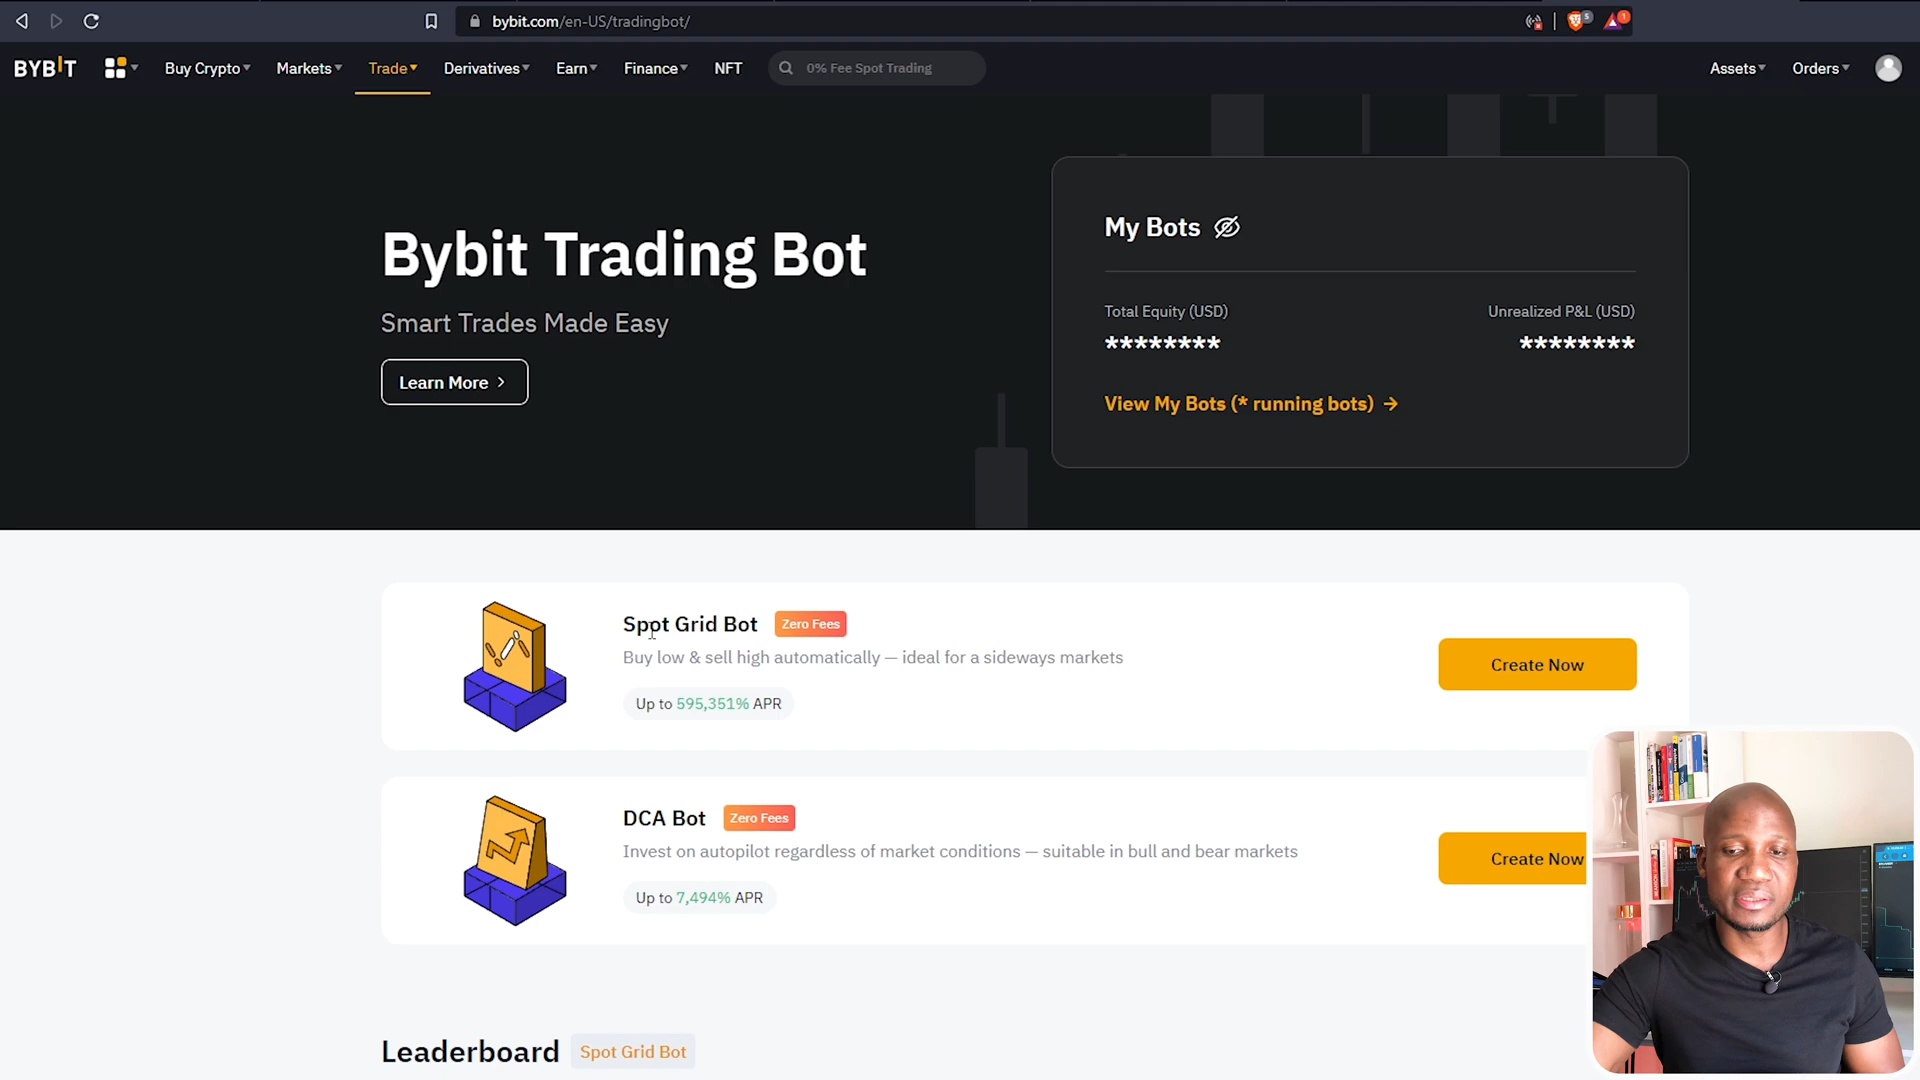 bybit.com/en-US/tradingbot/
5
1
BYBIT
Buy Crypto
Markets
Trade
Derivatives
Earn
Finance
NFT
0% Fee Spot Trading
Assets
Orders
Bybit Trading Bot
Smart Trades Made Easy
Learn More
My Bots
Total Equity (USD)
Unrealized P&L (USD)
********
********
View My Bots (* running bots)
Spot Grid Bot
Zero Fees
Buy low & sell high automatically — ideal for a sideways markets
Up to 595,351% APR
Create Now
DCA Bot
Zero Fees
Invest on autopilot regardless of market conditions — suitable in bull and bear markets
Up to 7,494% APR
Create Now
Leaderboard
Spot Grid Bot